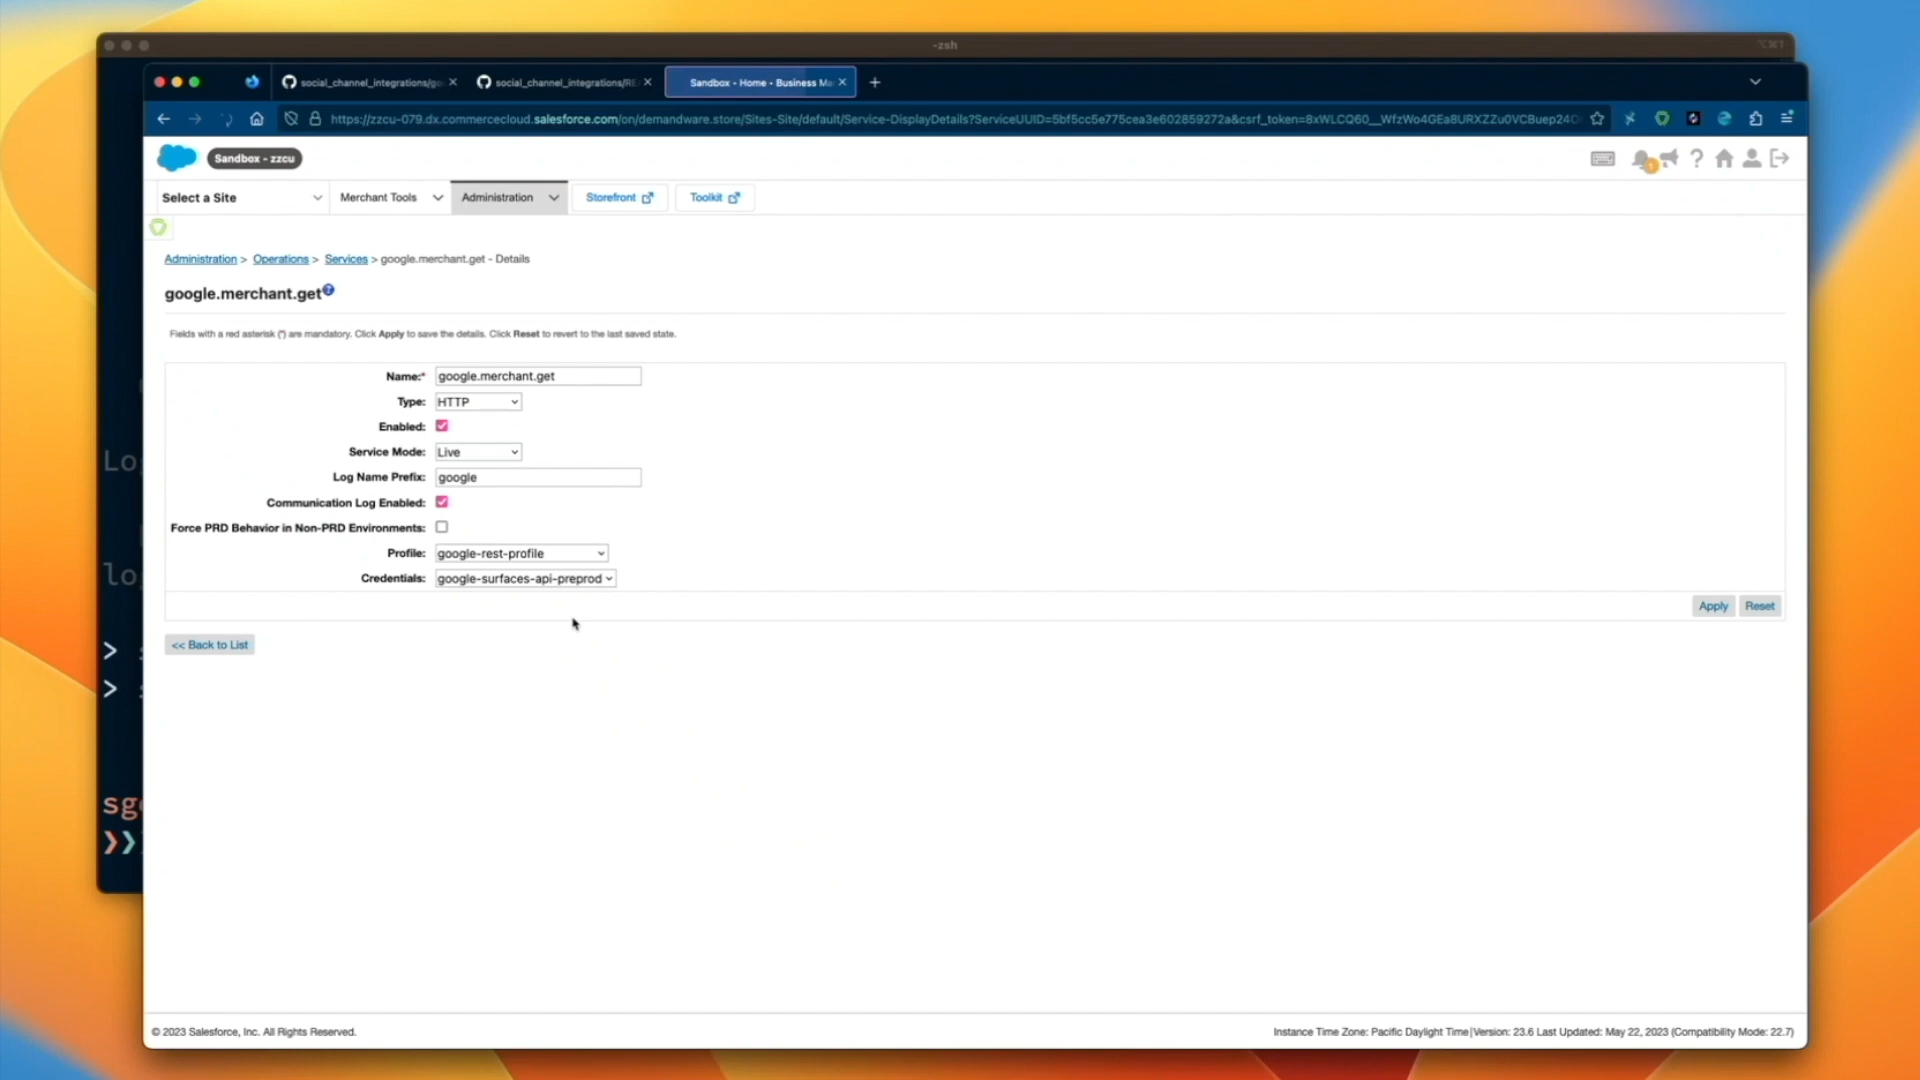 -zsh
social_channel_integrations/go
social_channel_integrations/RE
Sandbox - Home - Business Ma
https://zzcu-079.dx.commercecloud.salesforce.com/on/demandware.store/Sites-Site/default/Service-DisplayDetails?ServiceUUID=5bf5cc5e775cea3e602859272a&csrf_token=8xWLCQ60__WfzWo4GEa8URXZZu0VCBuep24O
Sandbox - zzcu
Select a Site
Merchant Tools
Administration
Storefront
Toolkit
Administration > Operations > Services > google.merchant.get - Details
google.merchant.get
Fields with a red asterisk (*) are mandatory. Click Apply to save the details. Click Reset to revert to the last saved state.
Name:* google.merchant.get
Type: HTTP
Enabled:
Service Mode: Live
Log Name Prefix: google
Communication Log Enabled:
Force PRD Behavior in Non-PRD Environments:
Profile: google-rest-profile
Credentials: google-surfaces-api-preprod
Apply Reset
<< Back to List
Lo
lo
>
>
sg
❯❯
© 2023 Salesforce, Inc. All Rights Reserved.
Instance Time Zone: Pacific Daylight Time|Version: 23.6 Last Updated: May 22, 2023 (Compatibility Mode: 22.7)